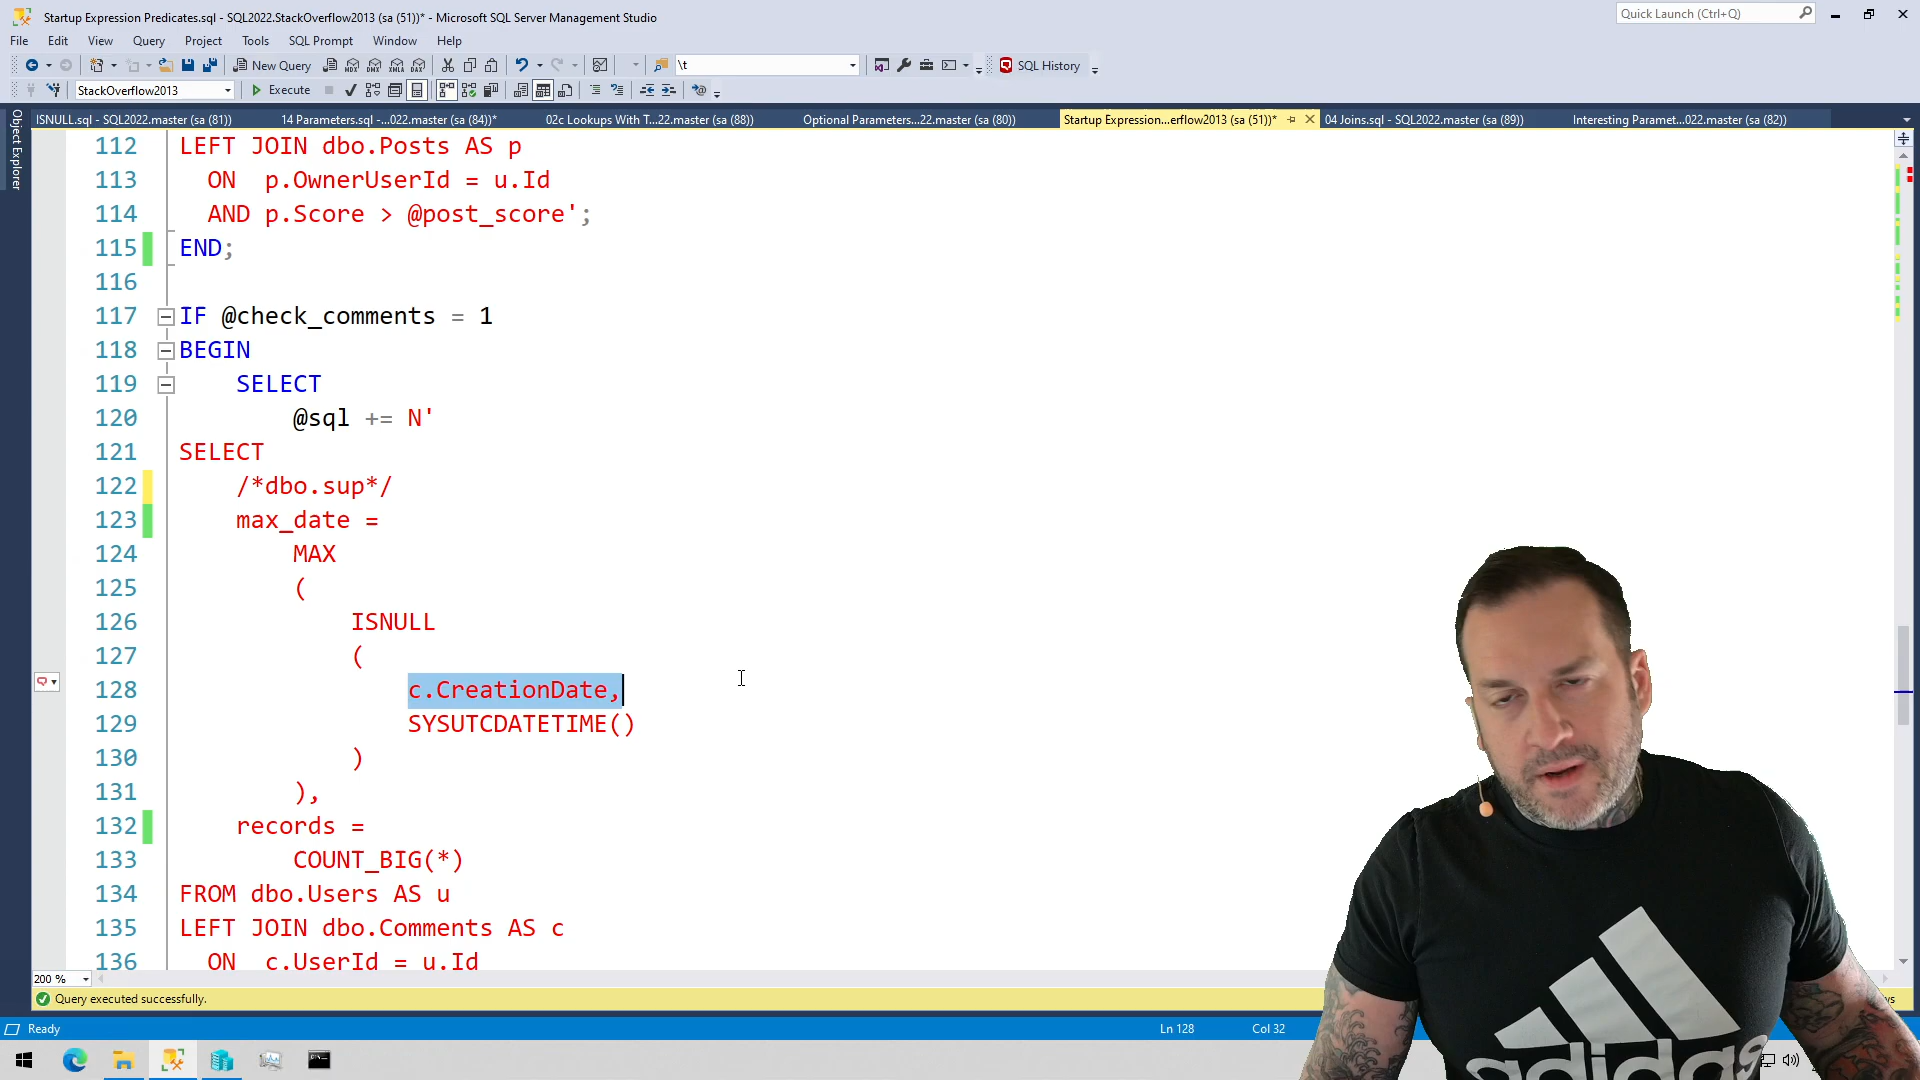 Startup Expression Predicates.sql - SQL2022.StackOverflow2013 (sa (51))* - Microsoft SQL Server Management Studio
Quick Launch (Ctrl+Q)
File Edit View Query Project Tools SQL Prompt Window Help
New Query MDX DMX XMLA DAX \t SQL History
StackOverflow2013 Execute
ISNULL.sql - SQL2022.master (sa (81)) 14 Parameters.sql -...022.master (sa (84))* 02c Lookups With T...22.master (sa (88)) Optional Parameters...22.master (sa (80)) Startup Expression...erflow2013 (sa (51))* 04 Joins.sql - SQL2022.master (sa (89)) Interesting Paramet...022.master (sa (82))
Object Explorer
112 LEFT JOIN dbo.Posts AS p
113 ON p.OwnerUserId = u.Id
114 AND p.Score > @post_score';
115 END;
116
117 IF @check_comments = 1
118 BEGIN
119 SELECT
120 @sql += N'
121 SELECT
122 /*dbo.sup*/
123 max_date =
124 MAX
125 (
126 ISNULL
127 (
128 c.CreationDate,
129 SYSUTCDATETIME()
130 )
131 ),
132 records =
133 COUNT_BIG(*)
134 FROM dbo.Users AS u
135 LEFT JOIN dbo.Comments AS c
136 ON c.UserId = u.Id
200 %
Query executed successfully.
Ready Ln 128 Col 32
adidas